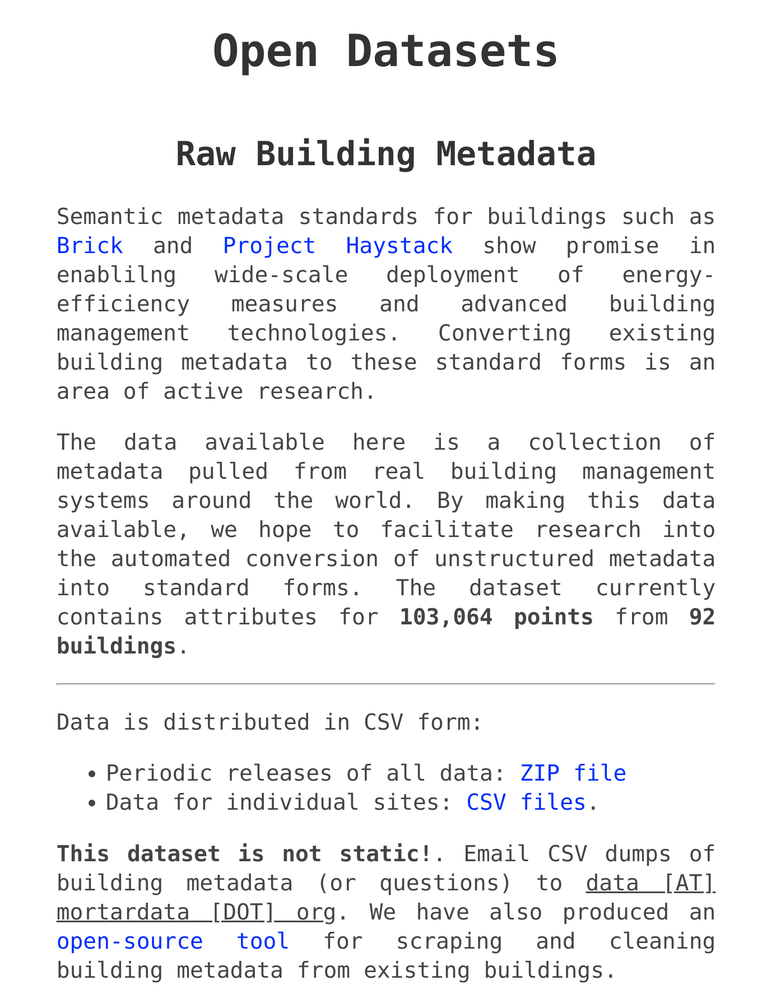 Open Datasets
Raw Building Metadata
Semantic metadata standards for buildings such as
Brick and Project Haystack show promise in
enablilng wide-scale deployment of energy-
efficiency measures and advanced building
management technologies. Converting existing
building metadata to these standard forms is an
area of active research.
The data available here is a collection of
metadata pulled from real building management
systems around the world. By making this data
available, we hope to facilitate research into
the automated conversion of unstructured metadata
into standard forms. The dataset currently
contains attributes for 103,064 points from 92
buildings.
Data is distributed in CSV form:
• Periodic releases of all data: ZIP file
• Data for individual sites: CSV files.
This dataset is not static!. Email CSV dumps of
building metadata (or questions) to data [AT]
mortardata [DOT] org. We have also produced an
open-source tool for scraping and cleaning
building metadata from existing buildings.